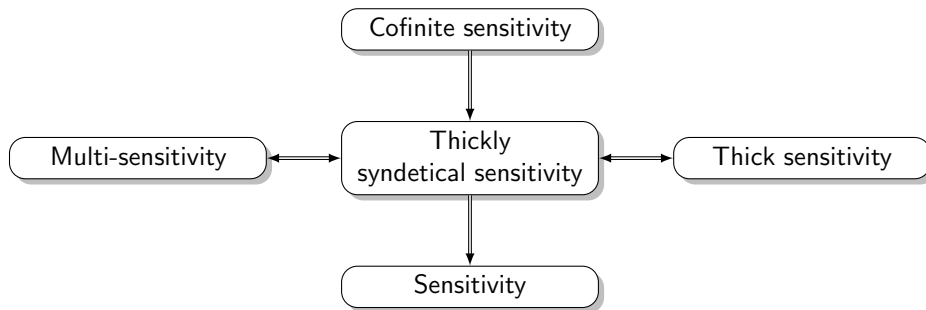 Cofinite sensitivity
Multi-sensitivity
Thickly
syndetical sensitivity
Thick sensitivity
Sensitivity